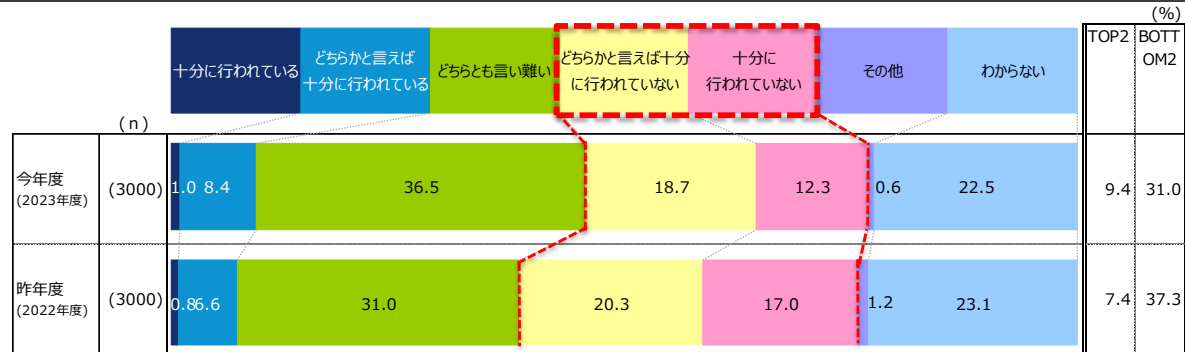 (%)
十分に行われている
どちらかと言えば
十分に行われている
どちらとも言い難い
どちらかと言えば十分
に行われていない
十分に
行われていない
その他
わからない
TOP2
BOTT
OM2
(n)
今年度
(2023年度)
(3000)
1.0 8.4 36.5 18.7 12.3 0.6 22.5 9.4 31.0
昨年度
(2022年度)
(3000)
0.8 6.6 31.0 20.3 17.0 1.2 23.1 7.4 37.3